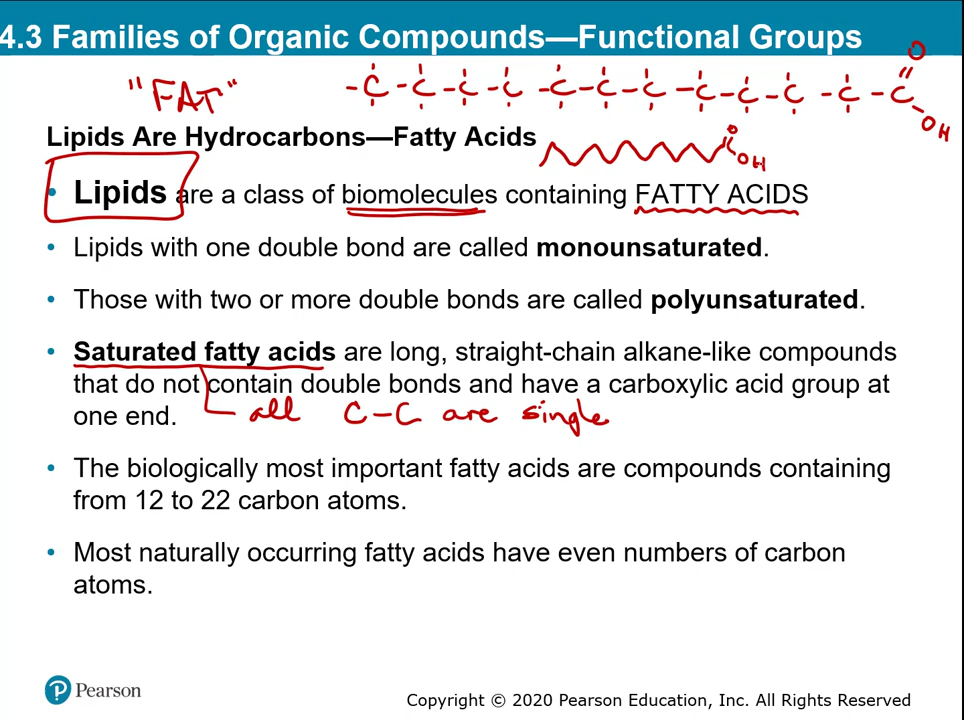 4.3 Families of Organic Compounds—Functional Groups
"FAT"
-C-C-C-C-C-C-C-C-C-C-C-C
O
OH
Lipids Are Hydrocarbons—Fatty Acids
O
C
OH
• Lipids are a class of biomolecules containing FATTY ACIDS
• Lipids with one double bond are called monounsaturated.
• Those with two or more double bonds are called polyunsaturated.
• Saturated fatty acids are long, straight-chain alkane-like compounds
that do not contain double bonds and have a carboxylic acid group at
one end.
all C-C are single
• The biologically most important fatty acids are compounds containing
from 12 to 22 carbon atoms.
• Most naturally occurring fatty acids have even numbers of carbon
atoms.
P Pearson
Copyright © 2020 Pearson Education, Inc. All Rights Reserved